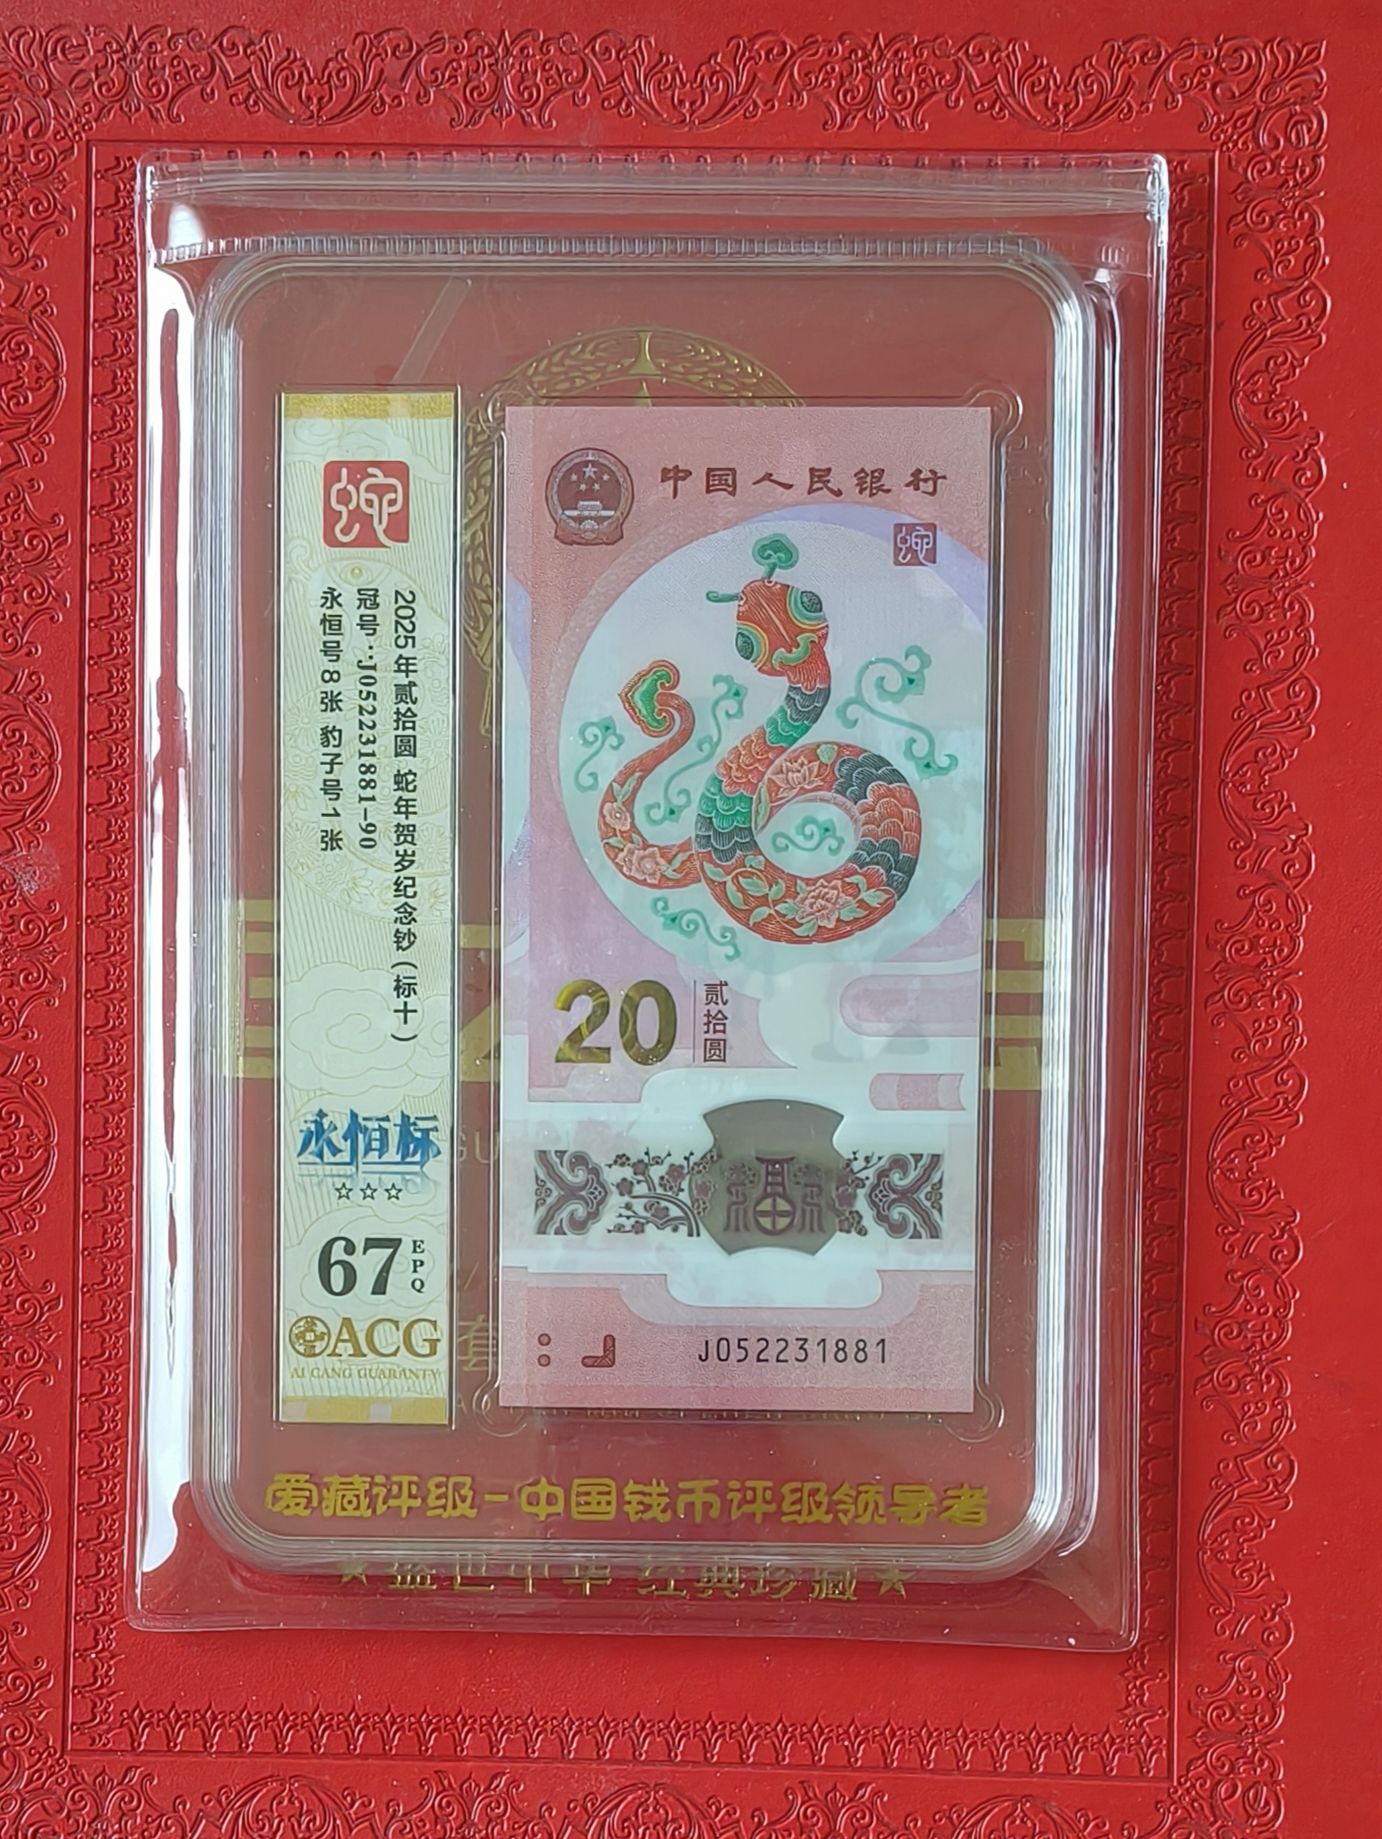 蛇
2025年贰拾圆 蛇年贺岁纪念钞（标十）
冠号：J052231881-90
永恒号8张 豹子号1张
永恒标
☆☆☆
67 EPQ
ACG
AI CANG GUARANTY
中国人民银行
蛇
20 贰拾圆
福
J052231881
爱藏评级-中国钱币评级领导者
★盛世中华 经典珍藏★